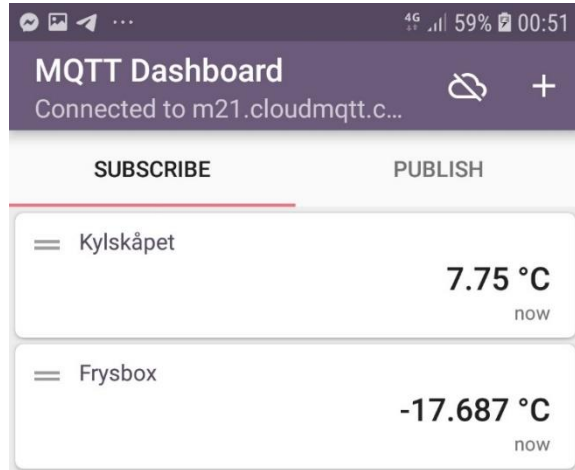 4G 59% 00:51
MQTT Dashboard
Connected to m21.cloudmqtt.c...
SUBSCRIBE PUBLISH
Kylskåpet
7.75 °C
now
Frysbox
-17.687 °C
now